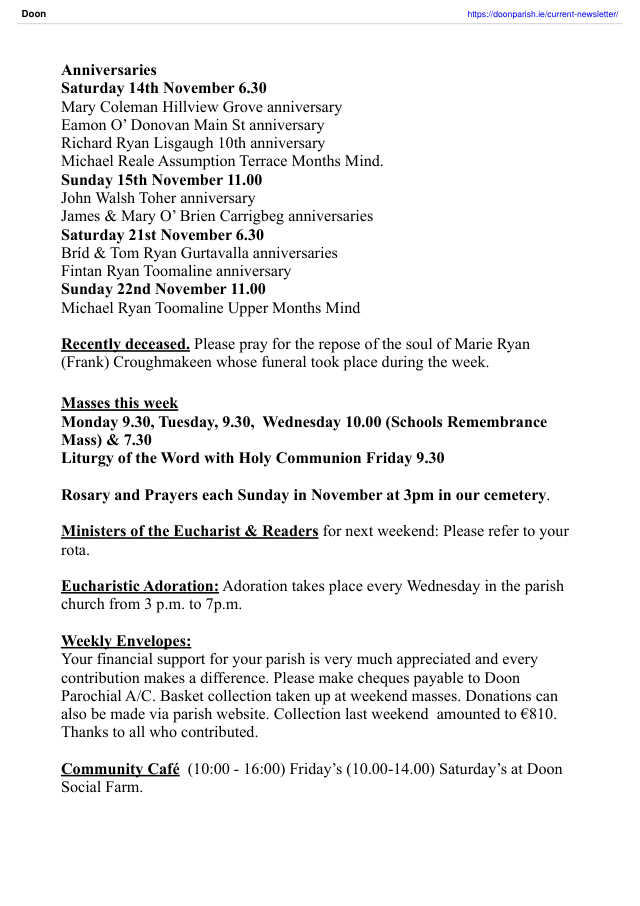 Doon https://doonparish.ie/current-newsletter/
Anniversaries
Saturday 14th November 6.30
Mary Coleman Hillview Grove anniversary
Eamon O’ Donovan Main St anniversary
Richard Ryan Lisgaugh 10th anniversary
Michael Reale Assumption Terrace Months Mind.
Sunday 15th November 11.00
John Walsh Toher anniversary
James & Mary O’ Brien Carrigbeg anniversaries
Saturday 21st November 6.30
Bríd & Tom Ryan Gurtavalla anniversaries
Fintan Ryan Toomaline anniversary
Sunday 22nd November 11.00
Michael Ryan Toomaline Upper Months Mind
Recently deceased. Please pray for the repose of the soul of Marie Ryan
(Frank) Croughmakeen whose funeral took place during the week.
Masses this week
Monday 9.30, Tuesday, 9.30,  Wednesday 10.00 (Schools Remembrance
Mass) & 7.30
Liturgy of the Word with Holy Communion Friday 9.30
Rosary and Prayers each Sunday in November at 3pm in our cemetery.
Ministers of the Eucharist & Readers for next weekend: Please refer to your
rota.
Eucharistic Adoration: Adoration takes place every Wednesday in the parish
church from 3 p.m. to 7p.m.
Weekly Envelopes:
Your financial support for your parish is very much appreciated and every
contribution makes a difference. Please make cheques payable to Doon
Parochial A/C. Basket collection taken up at weekend masses. Donations can
also be made via parish website. Collection last weekend  amounted to €810.
Thanks to all who contributed.
Community Café  (10:00 - 16:00) Friday’s (10.00-14.00) Saturday’s at Doon
Social Farm.